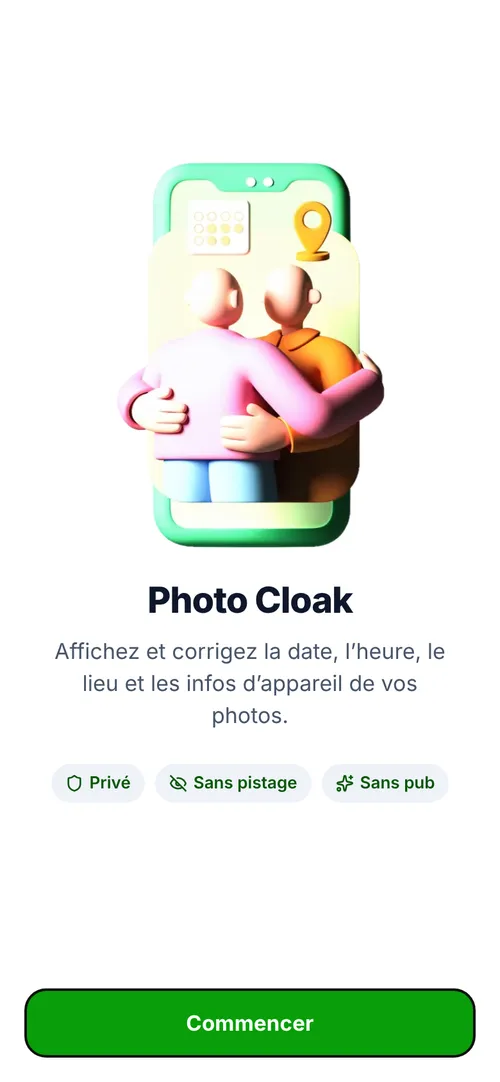 Photo Cloak
Affichez et corrigez la date, l’heure, le
lieu et les infos d’appareil de vos
photos.
Privé
Sans pistage
Sans pub
Commencer